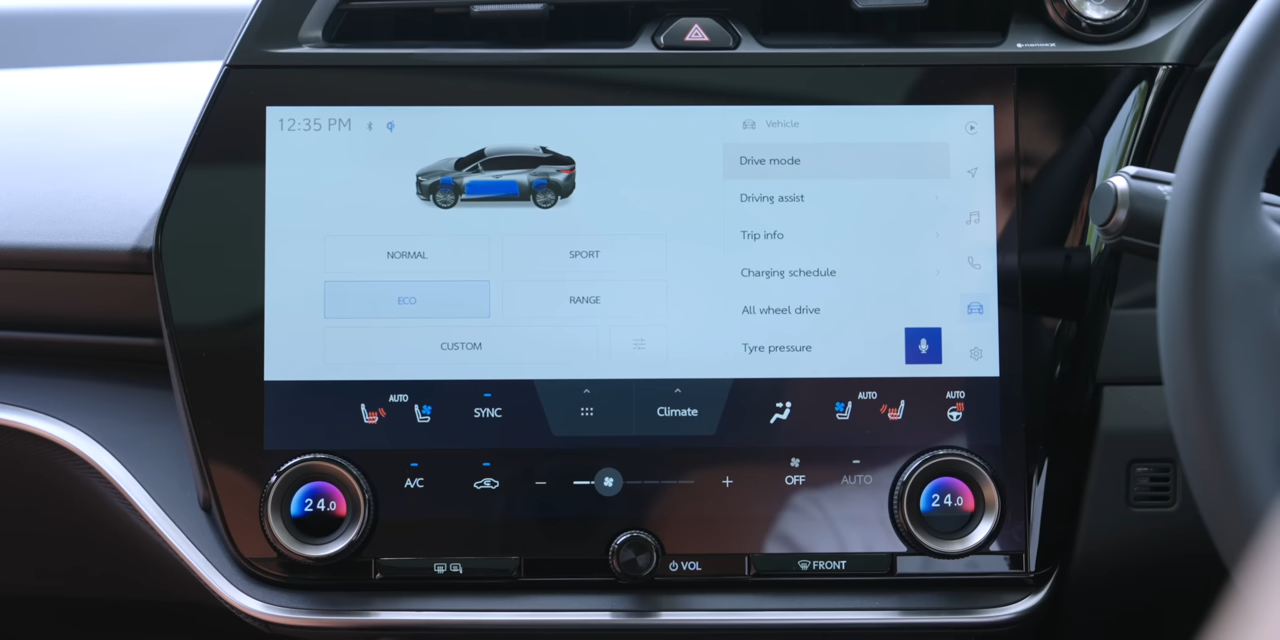 nanoe X
12:35 PM
Vehicle
Drive mode
Driving assist
Trip info
Charging schedule
All wheel drive
Tyre pressure
NORMAL
SPORT
ECO
RANGE
CUSTOM
AUTO
SYNC
Climate
AUTO
AUTO
24.0
A/C
OFF
AUTO
24.0
VOL
FRONT